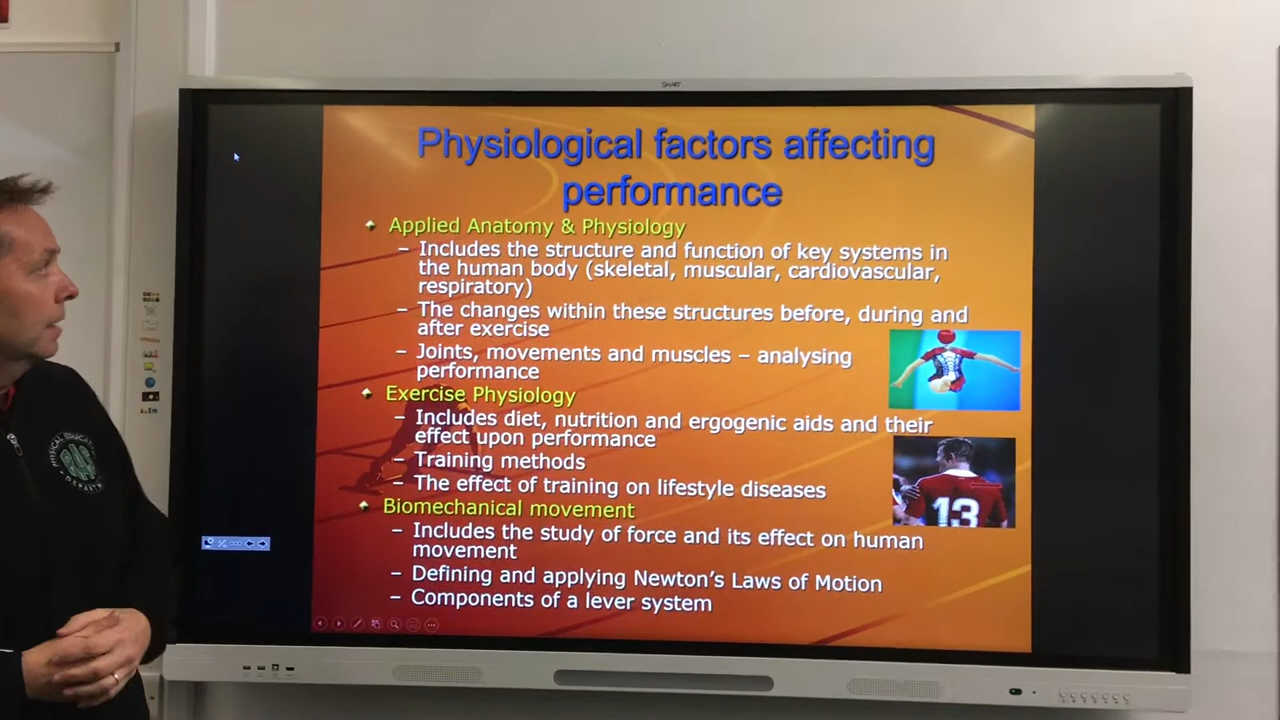 SMART
Physiological factors affecting
performance
Applied Anatomy & Physiology
– Includes the structure and function of key systems in
the human body (skeletal, muscular, cardiovascular,
respiratory)
– The changes within these structures before, during and
after exercise
– Joints, movements and muscles – analysing
performance
Exercise Physiology
– Includes diet, nutrition and ergogenic aids and their
effect upon performance
– Training methods
– The effect of training on lifestyle diseases
Biomechanical movement
– Includes the study of force and its effect on human
movement
– Defining and applying Newton's Laws of Motion
– Components of a lever system
13